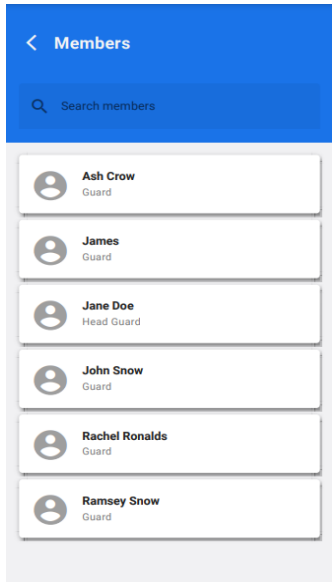 Members
Search members
Ash Crow
Guard
James
Guard
Jane Doe
Head Guard
John Snow
Guard
Rachel Ronalds
Guard
Ramsey Snow
Guard